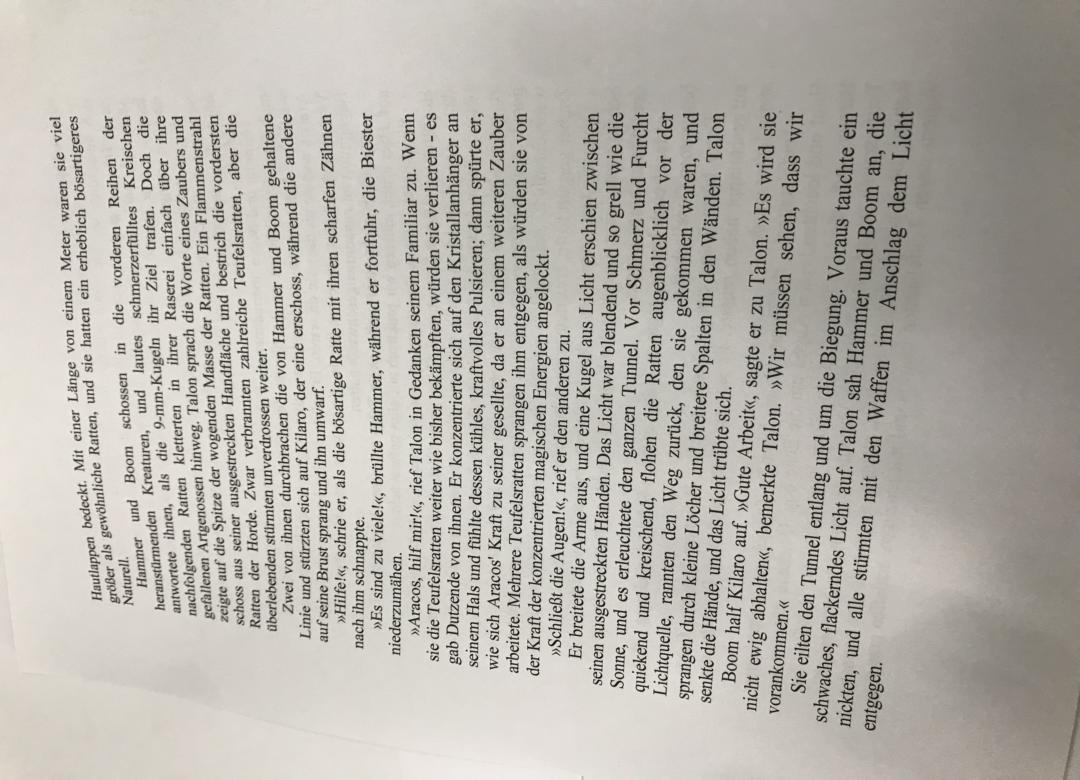 Hautlappen bedeckt. Mit einer Länge von einem Meter waren sie viel
größer als gewöhnliche Ratten, und sie hatten ein erheblich bösartigeres
Naturell.
Hammer und Boom schossen in die vorderen Reihen der
heranstürmenden Kreaturen, und lautes schmerzerfülltes Kreischen
antwortete ihnen, als die 9-mm-Kugeln ihr Ziel trafen. Doch die
nachfolgenden Ratten kletterten in ihrer Raserei einfach über ihre
gefallenen Artgenossen hinweg. Talon sprach die Worte eines Zaubers und
zeigte auf die Spitze der wogenden Masse der Ratten. Ein Flammenstrahl
schoss aus seiner ausgestreckten Handfläche und bestrich die vordersten
Ratten der Horde. Zwar verbrannten zahlreiche Teufelsratten, aber die
überlebenden stürmten unverdrossen weiter.
Zwei von ihnen durchbrachen die von Hammer und Boom gehaltene
Linie und stürzten sich auf Kilaro, der eine erschoss, während die andere
auf seine Brust sprang und ihn umwarf.
»Hilfe!«, schrie er, als die bösartige Ratte mit ihren scharfen Zähnen
nach ihm schnappte.
»Es sind zu viele!«, brüllte Hammer, während er fortfuhr, die Biester
niederzumähen.
»Aracos, hilf mir!«, rief Talon in Gedanken seinem Familiar zu. Wenn
sie die Teufelsratten weiter wie bisher bekämpften, würden sie verlieren - es
gab Dutzende von ihnen. Er konzentrierte sich auf den Kristallanhänger an
seinem Hals und fühlte dessen kühles, kraftvolles Pulsieren; dann spürte er,
wie sich Aracos' Kraft zu seiner gesellte, da er an einem weiteren Zauber
arbeitete. Mehrere Teufelsratten sprangen ihm entgegen, als würden sie von
der Kraft der konzentrierten magischen Energien angelockt.
»Schließt die Augen!«, rief er den anderen zu.
Er breitete die Arme aus, und eine Kugel aus Licht erschien zwischen
seinen ausgestreckten Händen. Das Licht war blendend und so grell wie die
Sonne, und es erleuchtete den ganzen Tunnel. Vor Schmerz und Furcht
quiekend und kreischend, flohen die Ratten augenblicklich vor der
Lichtquelle, rannten den Weg zurück, den sie gekommen waren, und
sprangen durch kleine Löcher und breitere Spalten in den Wänden. Talon
senkte die Hände, und das Licht trübte sich.
Boom half Kilaro auf. »Gute Arbeit«, sagte er zu Talon. »Es wird sie
nicht ewig abhalten«, bemerkte Talon. »Wir müssen sehen, dass wir
vorankommen.«
Sie eilten den Tunnel entlang und um die Biegung. Voraus tauchte ein
schwaches, flackerndes Licht auf. Talon sah Hammer und Boom an, die
nickten, und alle stürmten mit den Waffen im Anschlag dem Licht
entgegen.